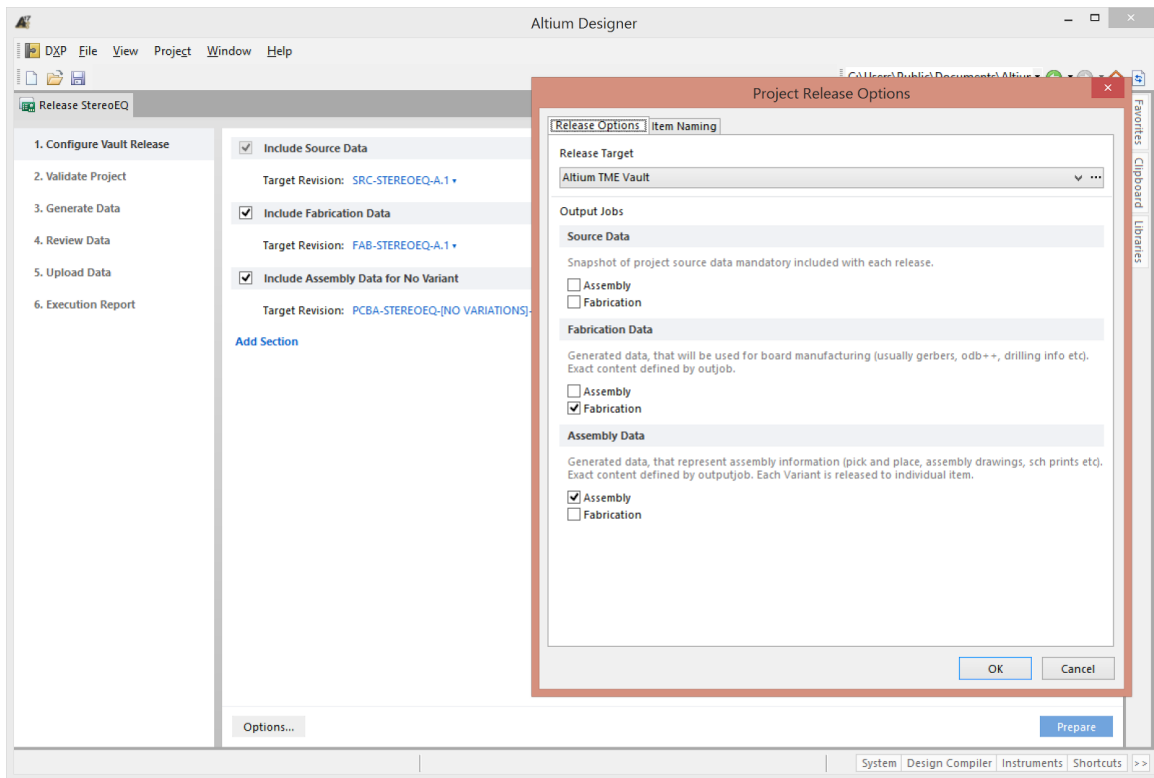 Altium Designer
DXP File View Project Window Help
Release StereoEQ
1. Configure Vault Release
2. Validate Project
3. Generate Data
4. Review Data
5. Upload Data
6. Execution Report
Include Source Data
Target Revision: SRC-STEREOEQ-A.1
Include Fabrication Data
Target Revision: FAB-STEREOEQ-A.1
Include Assembly Data for No Variant
Target Revision: PCBA-STEREOEQ-[NO VARIATIONS]-
Add Section
Options...
Prepare
C:\Users\Public\Documents\Altiur
Project Release Options
Release Options Item Naming
Release Target
Altium TME Vault
Output Jobs
Source Data
Snapshot of project source data mandatory included with each release.
Assembly
Fabrication
Fabrication Data
Generated data, that will be used for board manufacturing (usually gerbers, odb++, drilling info etc).
Exact content defined by outjob.
Assembly
Fabrication
Assembly Data
Generated data, that represent assembly information (pick and place, assembly drawings, sch prints etc).
Exact content defined by outputjob. Each Variant is released to individual item.
Assembly
Fabrication
OK Cancel
Favorites
Clipboard
Libraries
System Design Compiler Instruments Shortcuts >>